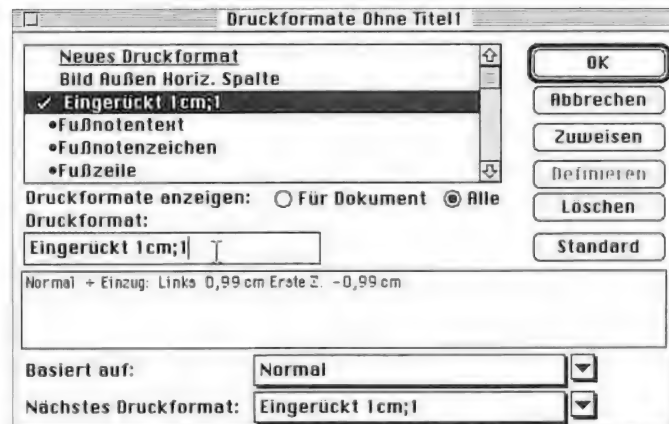 Druckformate Ohne Titel1
Neues Druckformat
Bild Außen Horiz. Spalte
✓ Eingerückt 1cm;1
•Fußnotentext
•Fußnotenzeichen
•Fußzeile
Druckformate anzeigen: Für Dokument Alle
Druckformat:
Eingerückt 1cm;1
Normal + Einzug: Links 0,99 cm Erste Z. -0,99 cm
Basiert auf: Normal
Nächstes Druckformat: Eingerückt 1cm;1
OK
Abbrechen
Zuweisen
Definieren
Löschen
Standard